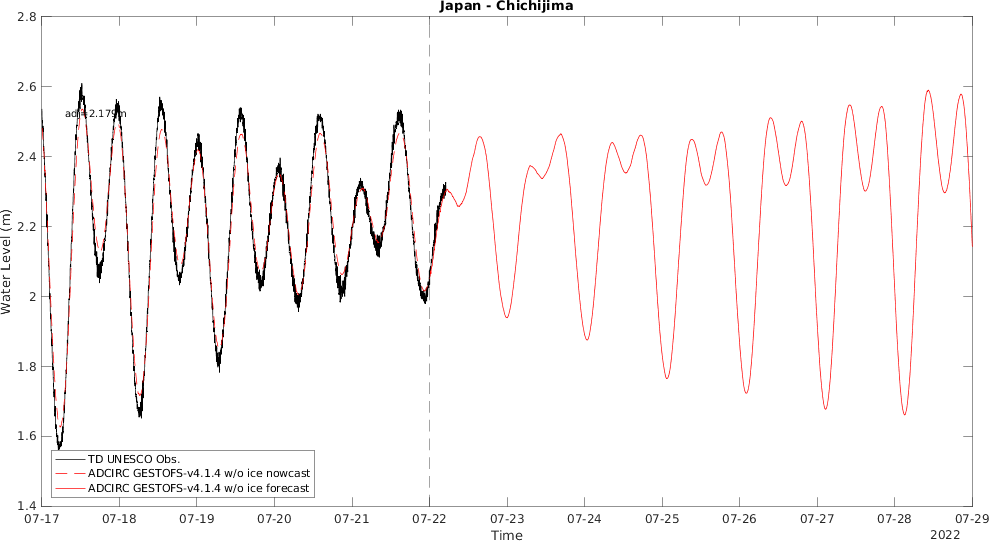 Japan - Chichijima
2.8
2.6
2.4
2.2
2
1.8
1.6
1.4
Water Level (m)
adj=2.179m
TD UNESCO Obs.
ADCIRC GESTOFS-v4.1.4 w/o ice nowcast
ADCIRC GESTOFS-v4.1.4 w/o ice forecast
07-17 07-18 07-19 07-20 07-21 07-22 07-23 07-24 07-25 07-26 07-27 07-28 07-29
Time
2022